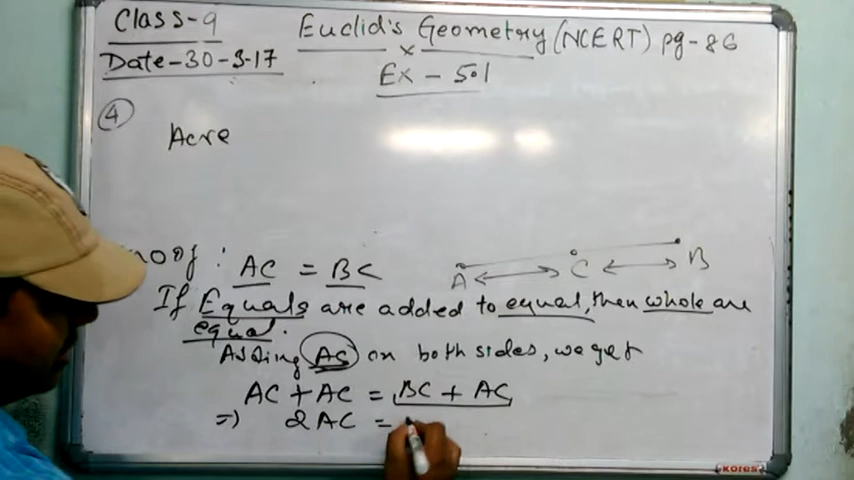 Class-9
Euclid's Geometry (NCERT) pg-86
Date-30-3-17
×
Ex - 5.1
4
Acre
roof : AC = BC
A C B
If Equals are added to equal, then whole are
equal.
Adding AC on both sides, we get
AC + AC = BC + AC
=> 2AC =
kores